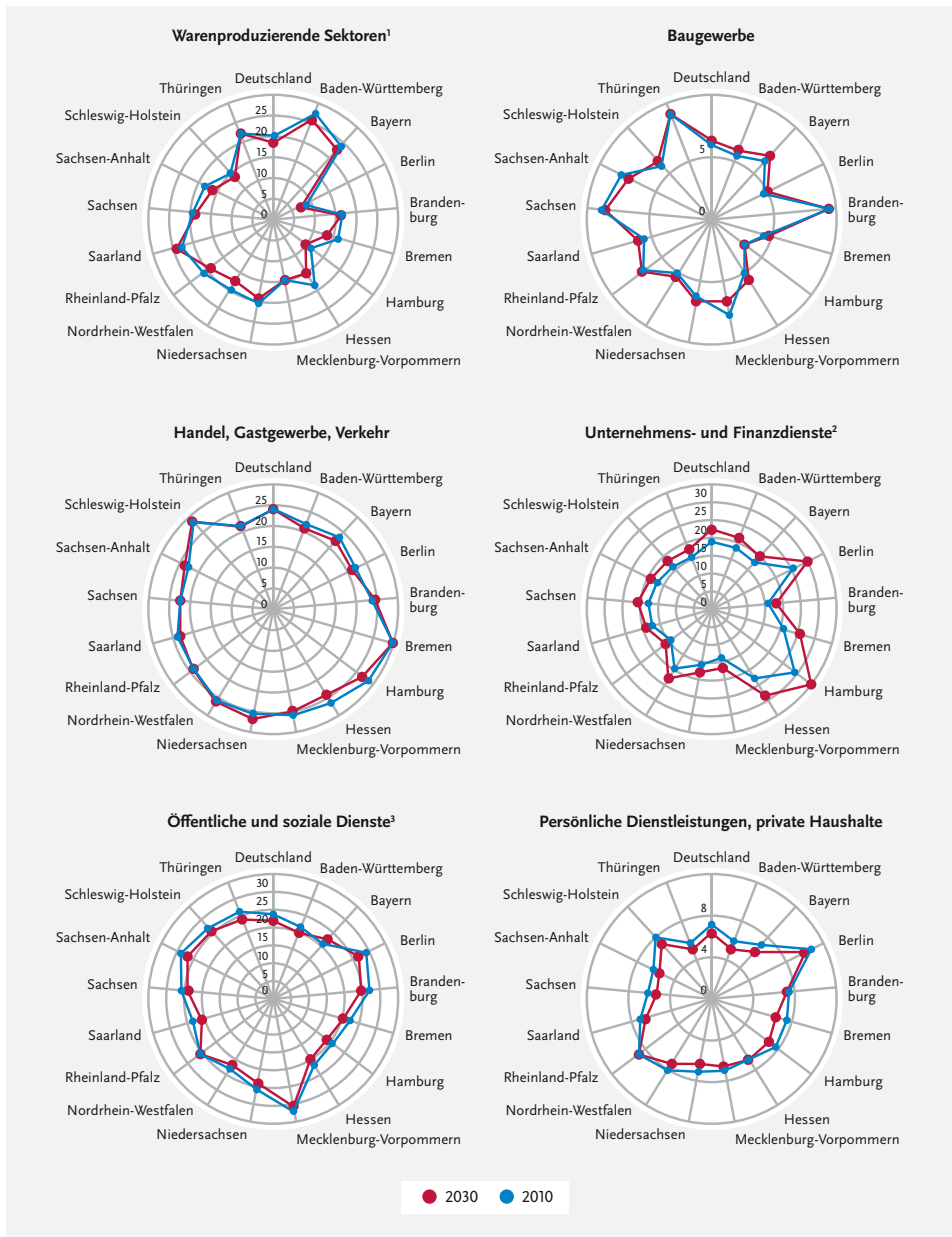 Warenproduzierende Sektoren¹
Deutschland
Baden-Württemberg
Bayern
Berlin
Branden-
burg
Bremen
Hamburg
Hessen
Mecklenburg-Vorpommern
Niedersachsen
Nordrhein-Westfalen
Rheinland-Pfalz
Saarland
Sachsen
Sachsen-Anhalt
Schleswig-Holstein
Thüringen
25
20
15
10
5
0
Baugewerbe
Deutschland
Baden-Württemberg
Bayern
Berlin
Branden-
burg
Bremen
Hamburg
Hessen
Mecklenburg-Vorpommern
Niedersachsen
Nordrhein-Westfalen
Rheinland-Pfalz
Saarland
Sachsen
Sachsen-Anhalt
Schleswig-Holstein
Thüringen
5
0
Handel, Gastgewerbe, Verkehr
Deutschland
Baden-Württemberg
Bayern
Berlin
Branden-
burg
Bremen
Hamburg
Hessen
Mecklenburg-Vorpommern
Niedersachsen
Nordrhein-Westfalen
Rheinland-Pfalz
Saarland
Sachsen
Sachsen-Anhalt
Schleswig-Holstein
Thüringen
25
20
15
10
5
0
Unternehmens- und Finanzdienste²
Deutschland
Baden-Württemberg
Bayern
Berlin
Branden-
burg
Bremen
Hamburg
Hessen
Mecklenburg-Vorpommern
Niedersachsen
Nordrhein-Westfalen
Rheinland-Pfalz
Saarland
Sachsen
Sachsen-Anhalt
Schleswig-Holstein
Thüringen
30
25
20
15
10
5
0
Öffentliche und soziale Dienste³
Deutschland
Baden-Württemberg
Bayern
Berlin
Branden-
burg
Bremen
Hamburg
Hessen
Mecklenburg-Vorpommern
Niedersachsen
Nordrhein-Westfalen
Rheinland-Pfalz
Saarland
Sachsen
Sachsen-Anhalt
Schleswig-Holstein
Thüringen
30
25
20
15
10
5
0
Persönliche Dienstleistungen, private Haushalte
Deutschland
Baden-Württemberg
Bayern
Berlin
Branden-
burg
Bremen
Hamburg
Hessen
Mecklenburg-Vorpommern
Niedersachsen
Nordrhein-Westfalen
Rheinland-Pfalz
Saarland
Sachsen
Sachsen-Anhalt
Schleswig-Holstein
Thüringen
8
4
0
2030
2010